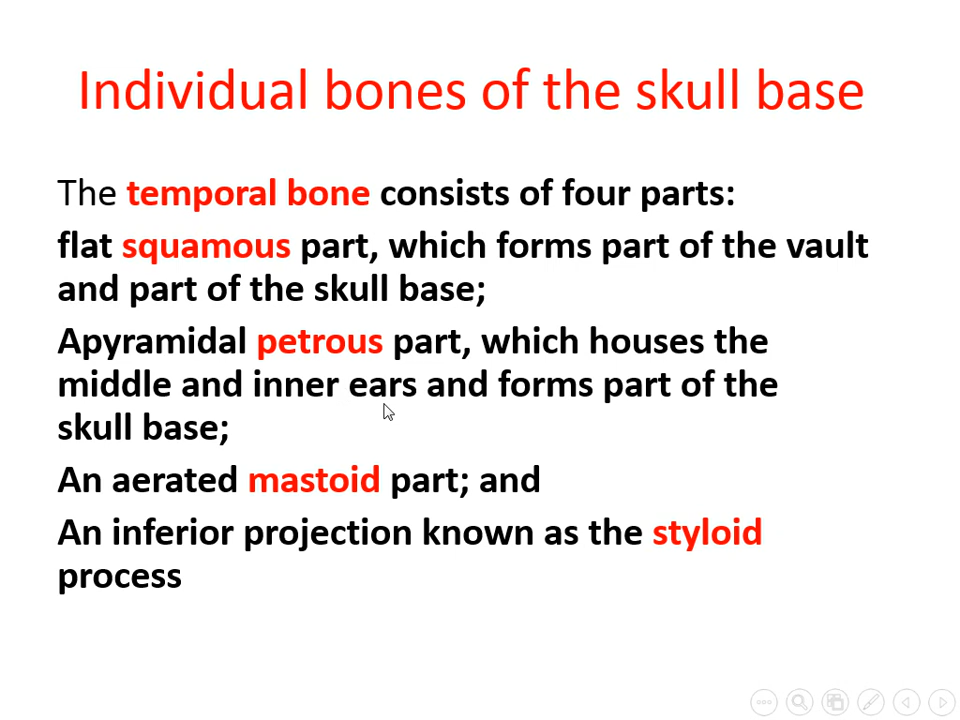 Individual bones of the skull base
The temporal bone consists of four parts:
flat squamous part, which forms part of the vault
and part of the skull base;
Apyramidal petrous part, which houses the
middle and inner ears and forms part of the
skull base;
An aerated mastoid part; and
An inferior projection known as the styloid
process